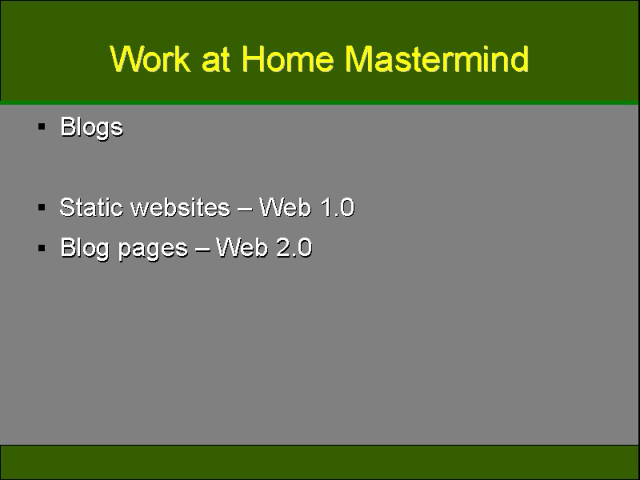 Work at Home Mastermind
▪ Blogs
▪ Static websites – Web 1.0
▪ Blog pages – Web 2.0